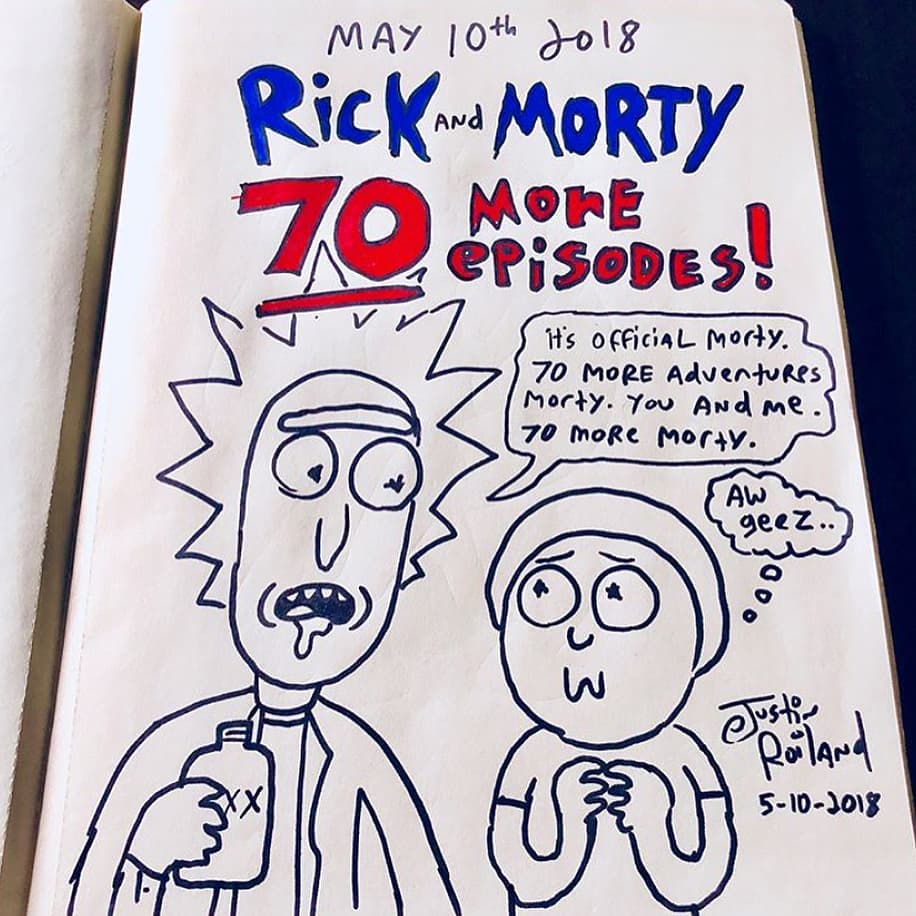 MAY 10th 2018
RiCK AND MORTY
70 MORE
EPiSODES!
it's official Morty.
70 MORE AdvENtuRES
Morty. You AND me.
70 more Morty.
AW
geez..
XX
Justin
Roiland
5-10-2018